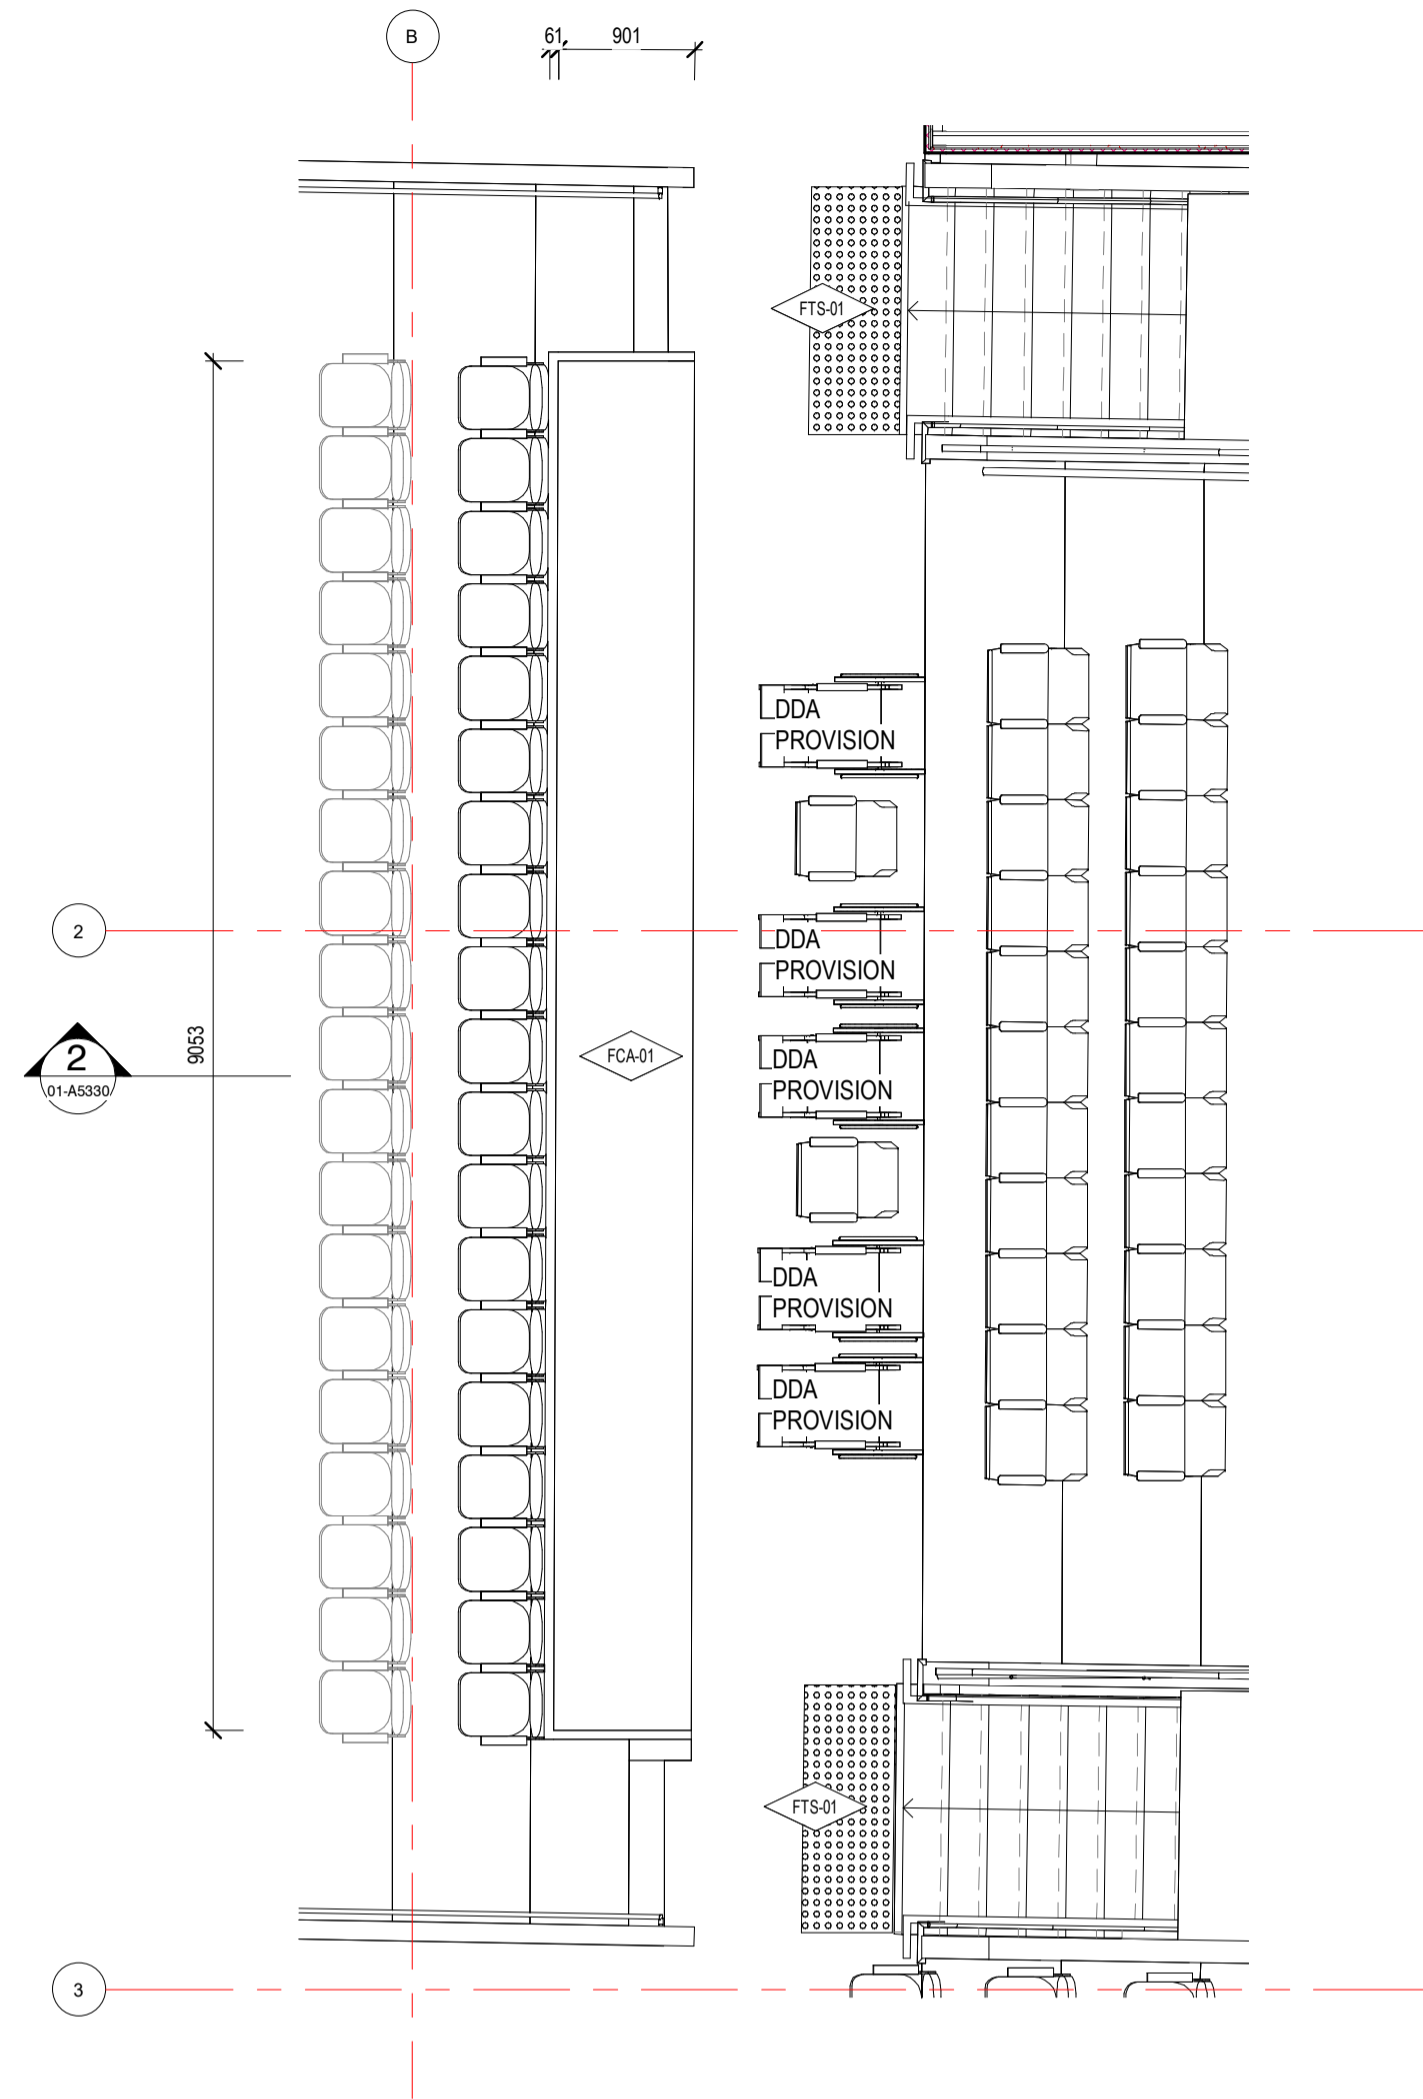 B
61
901
FTS-01
DDA
PROVISION
2
DDA
PROVISION
9053
2
01-A5330
FCA-01
DDA
PROVISION
DDA
PROVISION
DDA
PROVISION
FTS-01
3